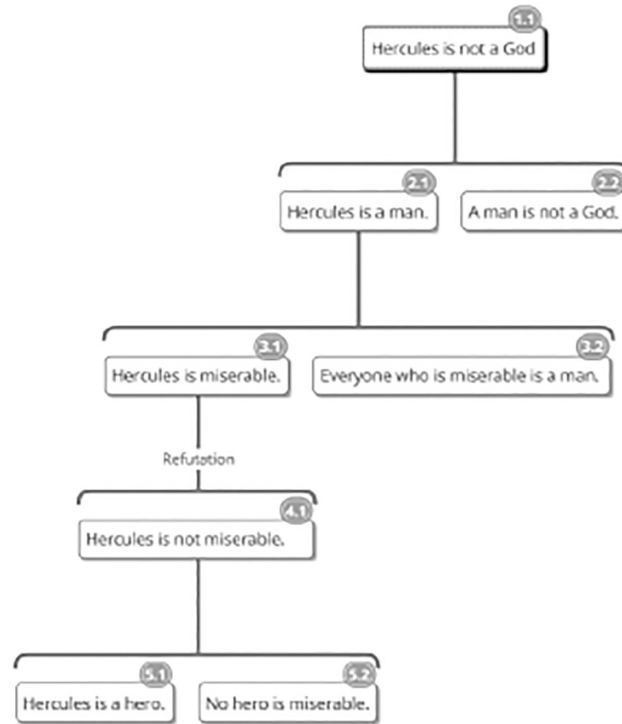 1.1
Hercules is not a God
2.1
2.2
Hercules is a man.
A man is not a God.
3.1
3.2
Hercules is miserable.
Everyone who is miserable is a man.
Refutation
4.1
Hercules is not miserable.
5.1
5.2
Hercules is a hero.
No hero is miserable.